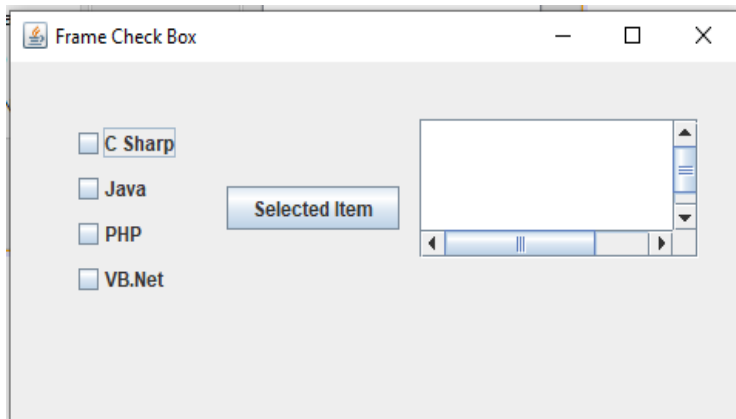 Frame Check Box
C Sharp
Java
PHP
VB.Net
Selected Item